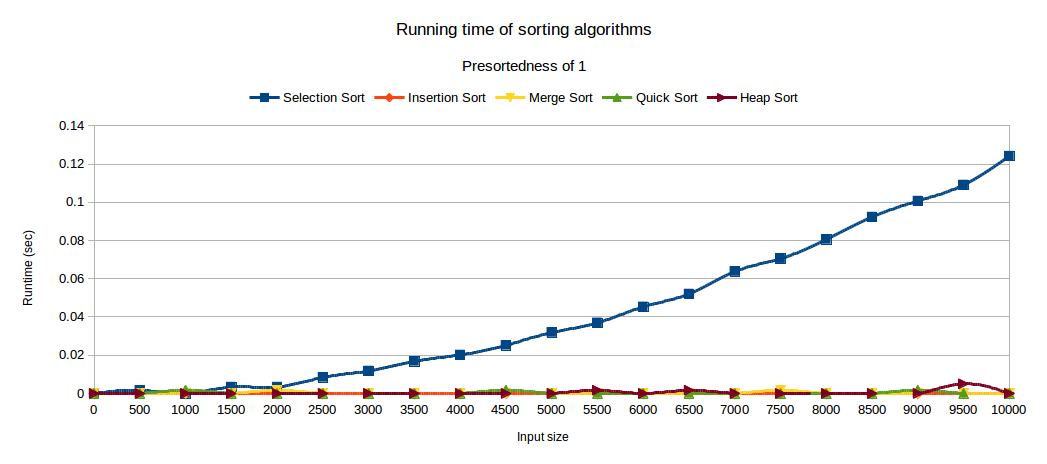 Running time of sorting algorithms
Presortedness of 1
Selection Sort Insertion Sort Merge Sort Quick Sort Heap Sort
0.14
0.12
0.1
0.08
0.06
0.04
0.02
0
Runtime (sec)
0 500 1000 1500 2000 2500 3000 3500 4000 4500 5000 5500 6000 6500 7000 7500 8000 8500 9000 9500 10000
Input size